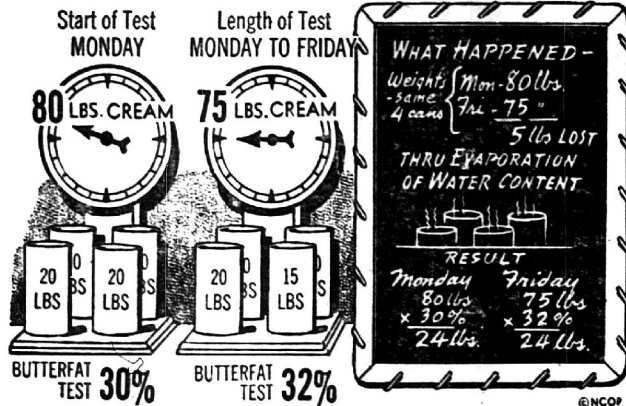 Start of Test
MONDAY
80 LBS. CREAM
20 LBS
20 LBS
0 BS
BUTTERFAT TEST 30%
Length of Test
MONDAY TO FRIDAY
75 LBS. CREAM
20 LBS
15 LBS
BUTTERFAT TEST 32%
WHAT HAPPENED -
Weights - same 4 cans
Mon - 80 lbs.
Fri - 75 "
5 lbs LOST
THRU EVAPORATION
OF WATER CONTENT
RESULT
Monday
80 lbs
x 30%
24 lbs.
Friday
75 lbs
x 32%
24 lbs.
©NCOP